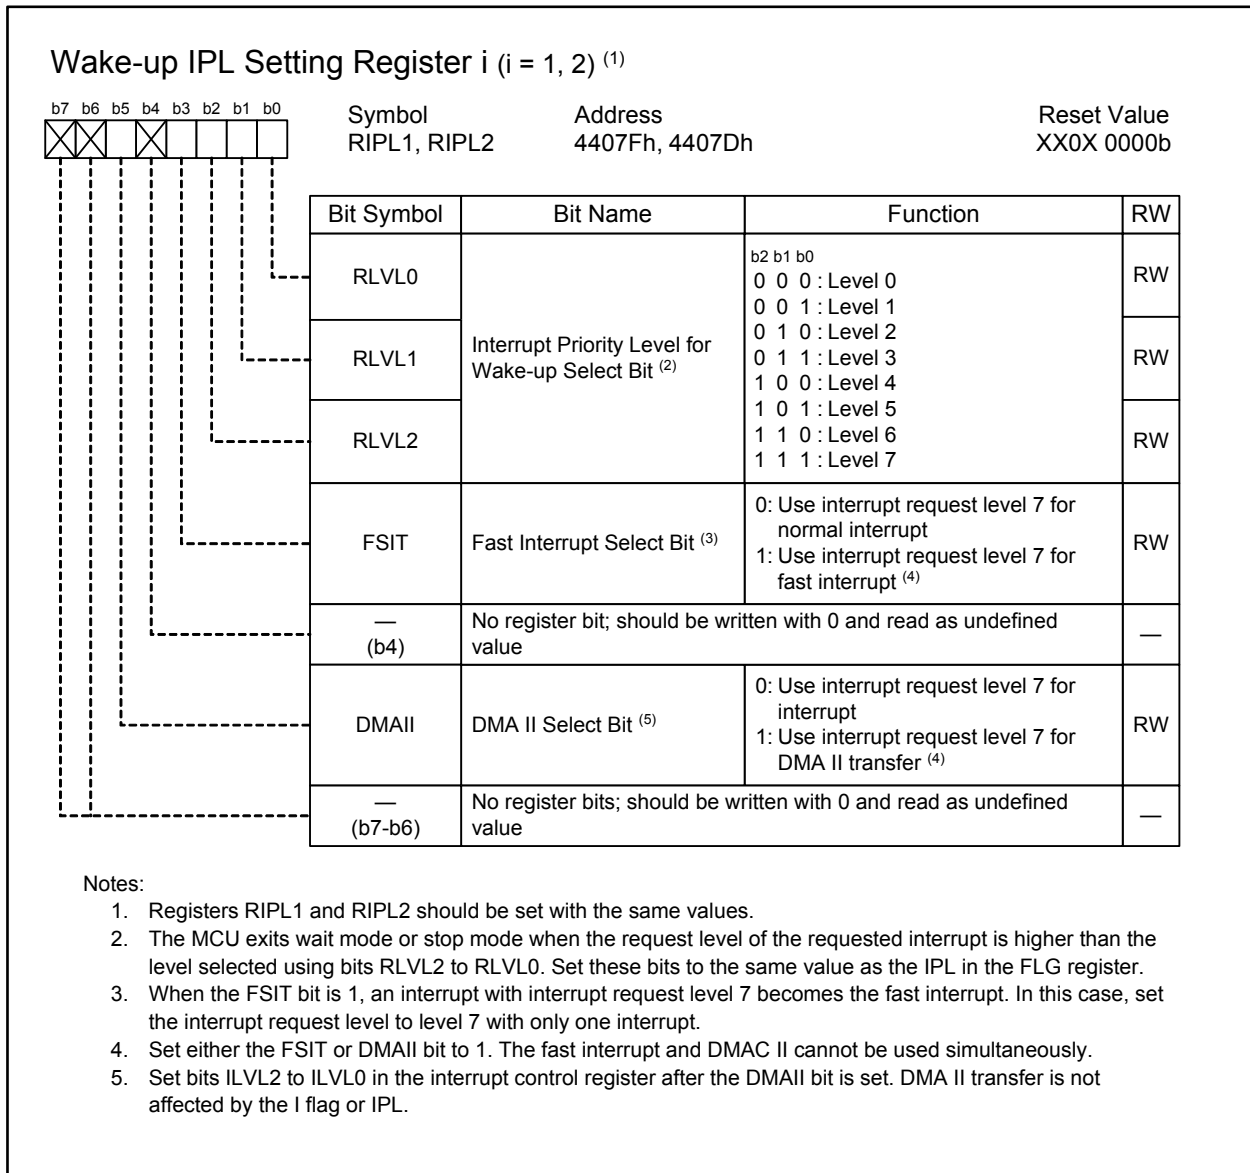 Wake-up IPL Setting Register i (i = 1, 2) (1)
b7 b6 b5 b4 b3 b2 b1 b0
Symbol Address Reset Value
RIPL1, RIPL2 4407Fh, 4407Dh XX0X 0000b
Bit Symbol Bit Name Function RW
RLVL0 RW
RLVL1 RW
RLVL2 RW
Interrupt Priority Level for
Wake-up Select Bit (2)
b2 b1 b0
0 0 0 : Level 0
0 0 1 : Level 1
0 1 0 : Level 2
0 1 1 : Level 3
1 0 0 : Level 4
1 0 1 : Level 5
1 1 0 : Level 6
1 1 1 : Level 7
FSIT Fast Interrupt Select Bit (3) RW
0: Use interrupt request level 7 for
normal interrupt
1: Use interrupt request level 7 for
fast interrupt (4)
—
(b4)
No register bit; should be written with 0 and read as undefined
value
—
DMAII DMA II Select Bit (5) RW
0: Use interrupt request level 7 for
interrupt
1: Use interrupt request level 7 for
DMA II transfer (4)
—
(b7-b6)
No register bits; should be written with 0 and read as undefined
value
—
Notes:
1. Registers RIPL1 and RIPL2 should be set with the same values.
2. The MCU exits wait mode or stop mode when the request level of the requested interrupt is higher than the
level selected using bits RLVL2 to RLVL0. Set these bits to the same value as the IPL in the FLG register.
3. When the FSIT bit is 1, an interrupt with interrupt request level 7 becomes the fast interrupt. In this case, set
the interrupt request level to level 7 with only one interrupt.
4. Set either the FSIT or DMAII bit to 1. The fast interrupt and DMAC II cannot be used simultaneously.
5. Set bits ILVL2 to ILVL0 in the interrupt control register after the DMAII bit is set. DMA II transfer is not
affected by the I flag or IPL.